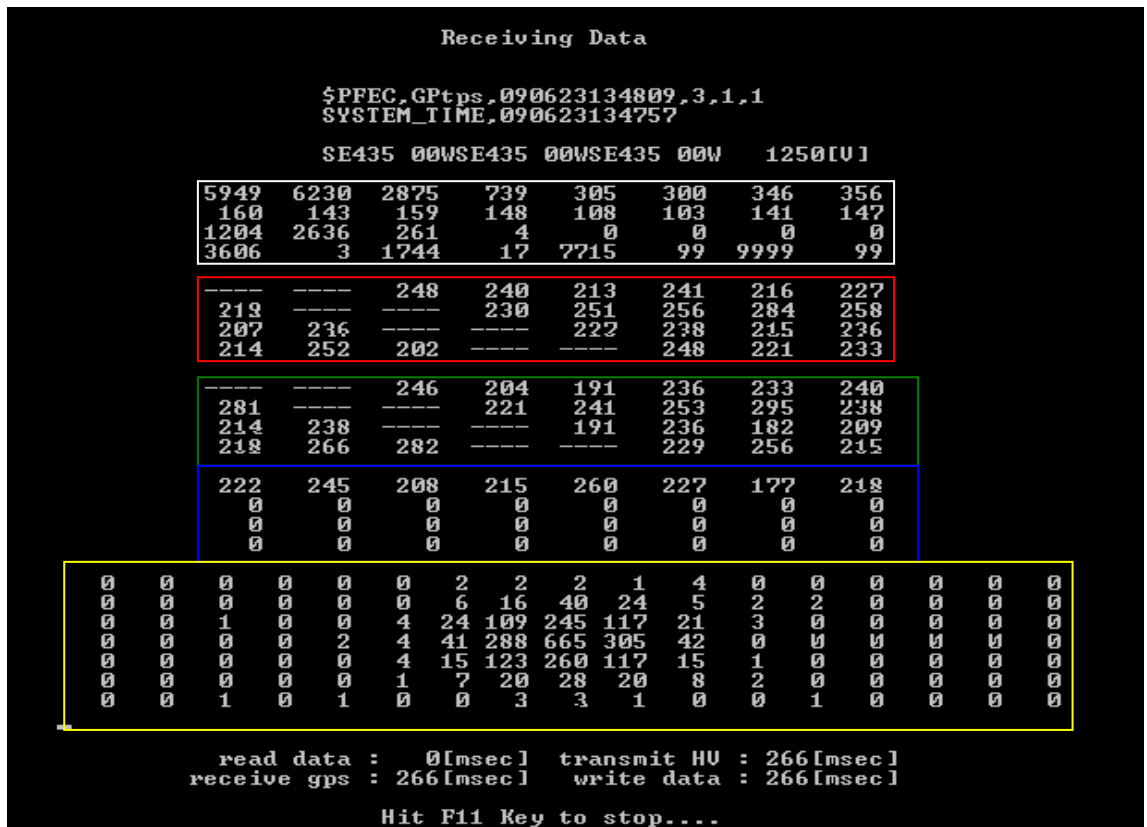 Receiving Data
$PFEC,GPtps,090623134809,3,1,1
SYSTEM_TIME,090623134757
SE435 00WSE435 00WSE435 00W 1250[V]
5949 6230 2875 739 305 300 346 356
160 143 159 148 108 103 141 147
1204 2636 261 4 0 0 0 0
3606 3 1744 17 7715 99 9999 99
---- ---- 248 240 213 241 216 227
---- ---- 230 251 256 284 258
207 236 ---- ---- 222 238 215 236
214 252 202 ---- ---- 248 221 233
---- ---- 246 204 191 236 233 240
281 ---- ---- 221 241 253 295 238
214 238 ---- ---- 191 236 182 209
218 266 282 ---- ---- 229 256 215
222 245 208 215 260 227 177 218
0 0 0 0 0 0 0 0
0 0 0 0 0 0 0 0
0 0 0 0 0 0 0 0
0 0 0 0 0 0 2 2 2 1 4 0 0 0 0 0 0
0 0 0 0 0 0 6 16 40 24 5 2 2 0 0 0 0
0 0 1 0 0 4 24 109 245 117 21 3 0 0 0 0 0
0 0 0 0 2 4 41 288 665 305 42 0 0 0 0 0 0
0 0 0 0 0 4 15 123 260 117 15 1 0 0 0 0 0
0 0 0 0 0 1 7 20 28 20 8 2 0 0 0 0 0
0 0 1 0 1 0 0 3 3 1 0 0 1 0 0 0 0
read data : 0[msec] transmit HV : 266[msec]
receive gps : 266[msec] write data : 266[msec]
Hit F11 Key to stop....